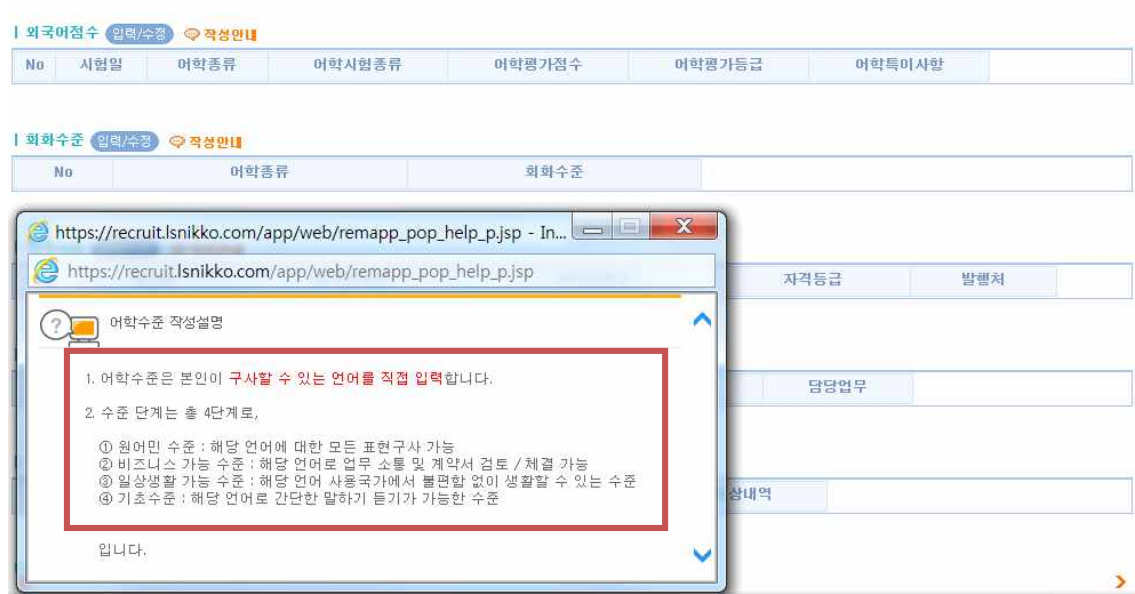 외국어점수 입력/수정 작성안내
No 시험일 어학종류 어학시험종류 어학평가점수 어학평가등급 어학특이사항
회화수준 입력/수정 작성안내
No 어학종류 회화수준
https://recruit.lsnikko.com/app/web/remapp_pop_help_p.jsp - In...
https://recruit.lsnikko.com/app/web/remapp_pop_help_p.jsp
자격등급 발행처
어학수준 작성설명
1. 어학수준은 본인이 구사할 수 있는 언어를 직접 입력합니다.
담당업무
2. 수준 단계는 총 4단계로,
① 원어민 수준 : 해당 언어에 대한 모든 표현구사 가능
② 비즈니스 가능 수준 : 해당 언어로 업무 소통 및 계약서 검토 / 체결 가능
③ 일상생활 가능 수준 : 해당 언어 사용국가에서 불편함 없이 생활할 수 있는 수준
④ 기초수준 : 해당 언어로 간단한 말하기 듣기가 가능한 수준
상내역
입니다.